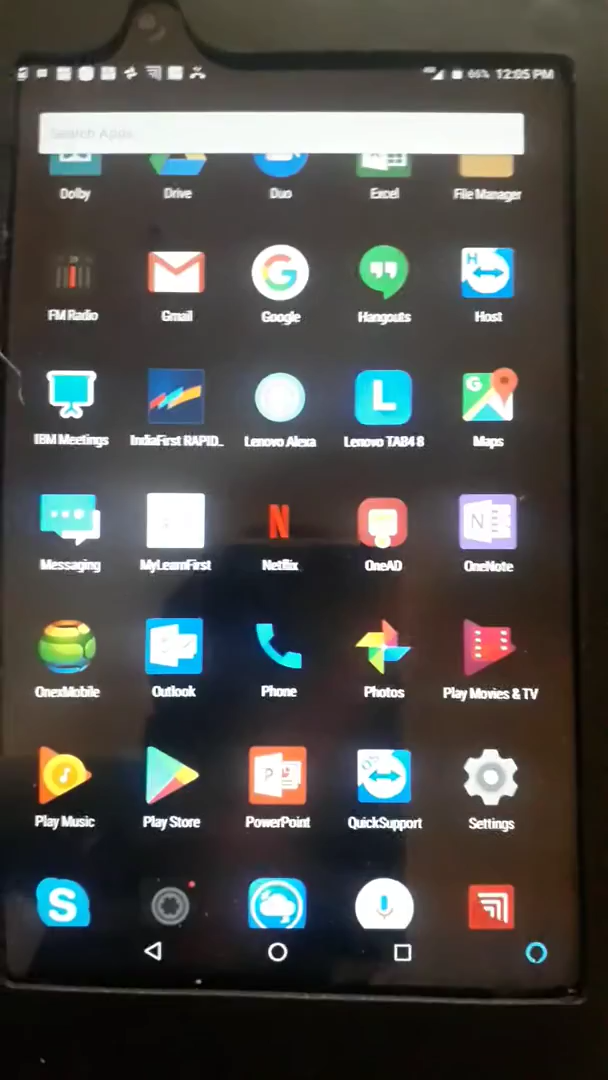 66% 12:05 PM
Search Apps
Dolby Drive Duo Excel File Manager
FM Radio Gmail Google Hangouts Host
IBM Meetings IndiaFirst RAPID.. Lenovo Alexa Lenovo TAB4 8 Maps
Messaging MyLearnFirst Netflix OneAD OneNote
OnexMobile Outlook Phone Photos Play Movies & TV
Play Music Play Store PowerPoint QuickSupport Settings